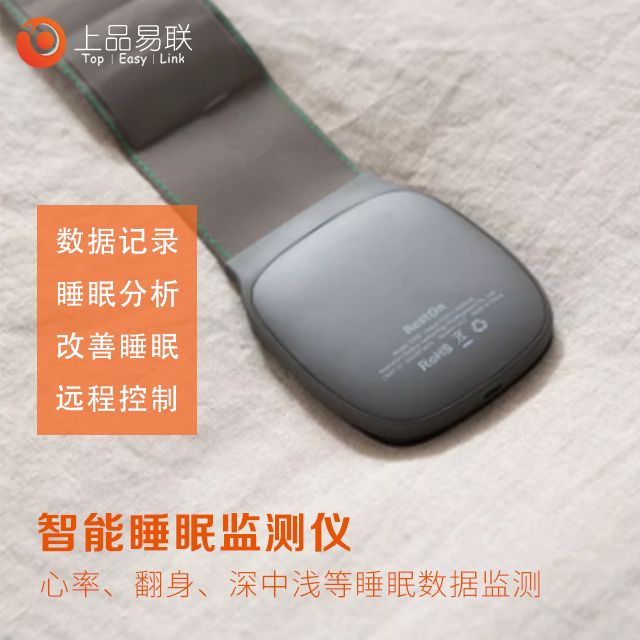 上品易联
Top | Easy | Link
数据记录
睡眠分析
改善睡眠
远程控制
RestOn
RoHS
智能睡眠监测仪
心率、翻身、深中浅等睡眠数据监测